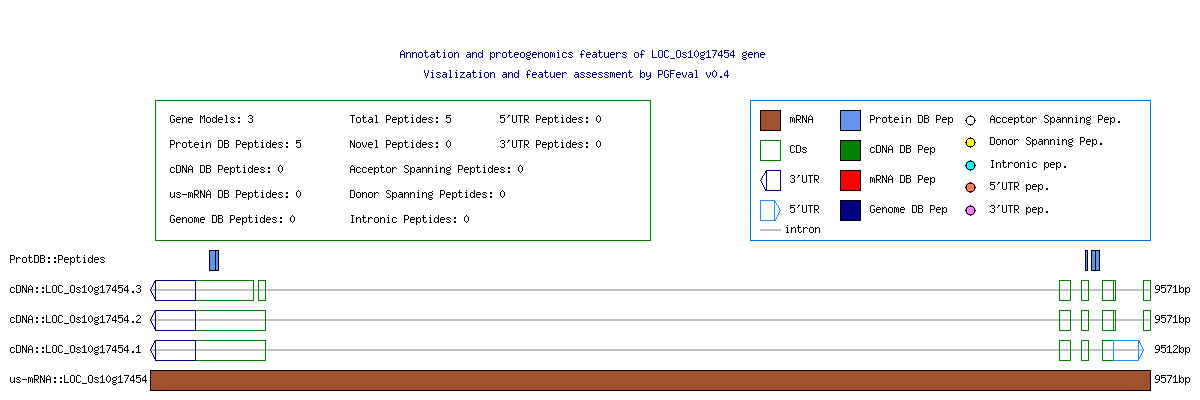 Annotation and proteogenomics featuers of LOC_Os10g17454 gene
Visalization and featuer assessment by PGFeval v0.4
Gene Models: 3 Total Peptides: 5 5'UTR Peptides: 0
Protein DB Peptides: 5 Novel Peptides: 0 3'UTR Peptides: 0
cDNA DB Peptides: 0 Acceptor Spanning Peptides: 0
us-mRNA DB Peptides: 0 Donor Spanning Peptides: 0
Genome DB Peptides: 0 Intronic Peptides: 0
mRNA Protein DB Pep Acceptor Spanning Pep.
CDs cDNA DB Pep Donor Spanning Pep.
3'UTR mRNA DB Pep Intronic pep.
5'UTR Genome DB Pep 5'UTR pep.
intron 3'UTR pep.
ProtDB::Peptides
cDNA::LOC_Os10g17454.3 9571bp
cDNA::LOC_Os10g17454.2 9571bp
cDNA::LOC_Os10g17454.1 9512bp
us-mRNA::LOC_Os10g17454 9571bp